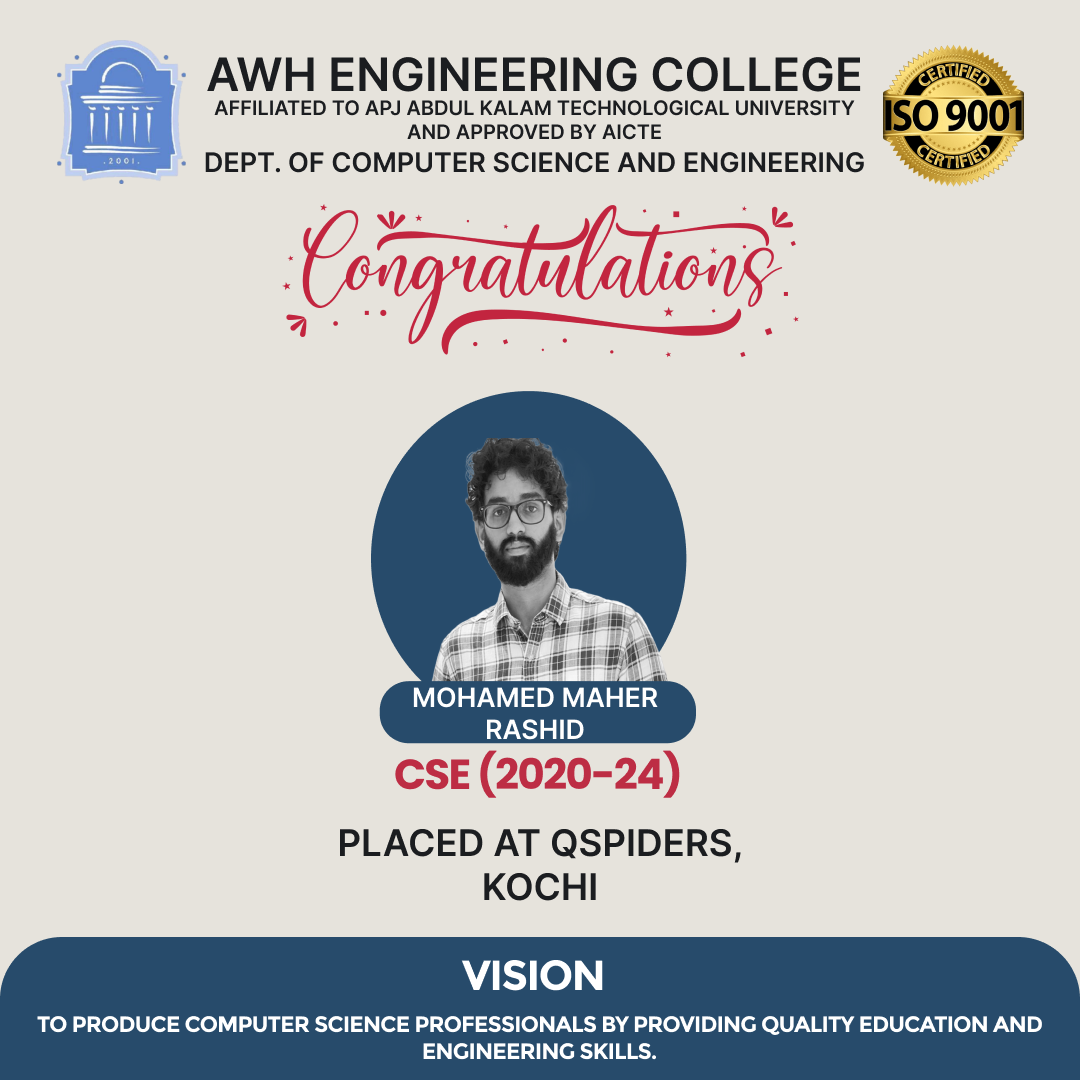 AWH ENGINEERING COLLEGE
AFFILIATED TO APJ ABDUL KALAM TECHNOLOGICAL UNIVERSITY
AND APPROVED BY AICTE
DEPT. OF COMPUTER SCIENCE AND ENGINEERING
.2001.
CERTIFIED
ISO 9001
CERTIFIED
Congratulations
MOHAMED MAHER
RASHID
CSE (2020-24)
PLACED AT QSPIDERS,
KOCHI
VISION
TO PRODUCE COMPUTER SCIENCE PROFESSIONALS BY PROVIDING QUALITY EDUCATION AND
ENGINEERING SKILLS.